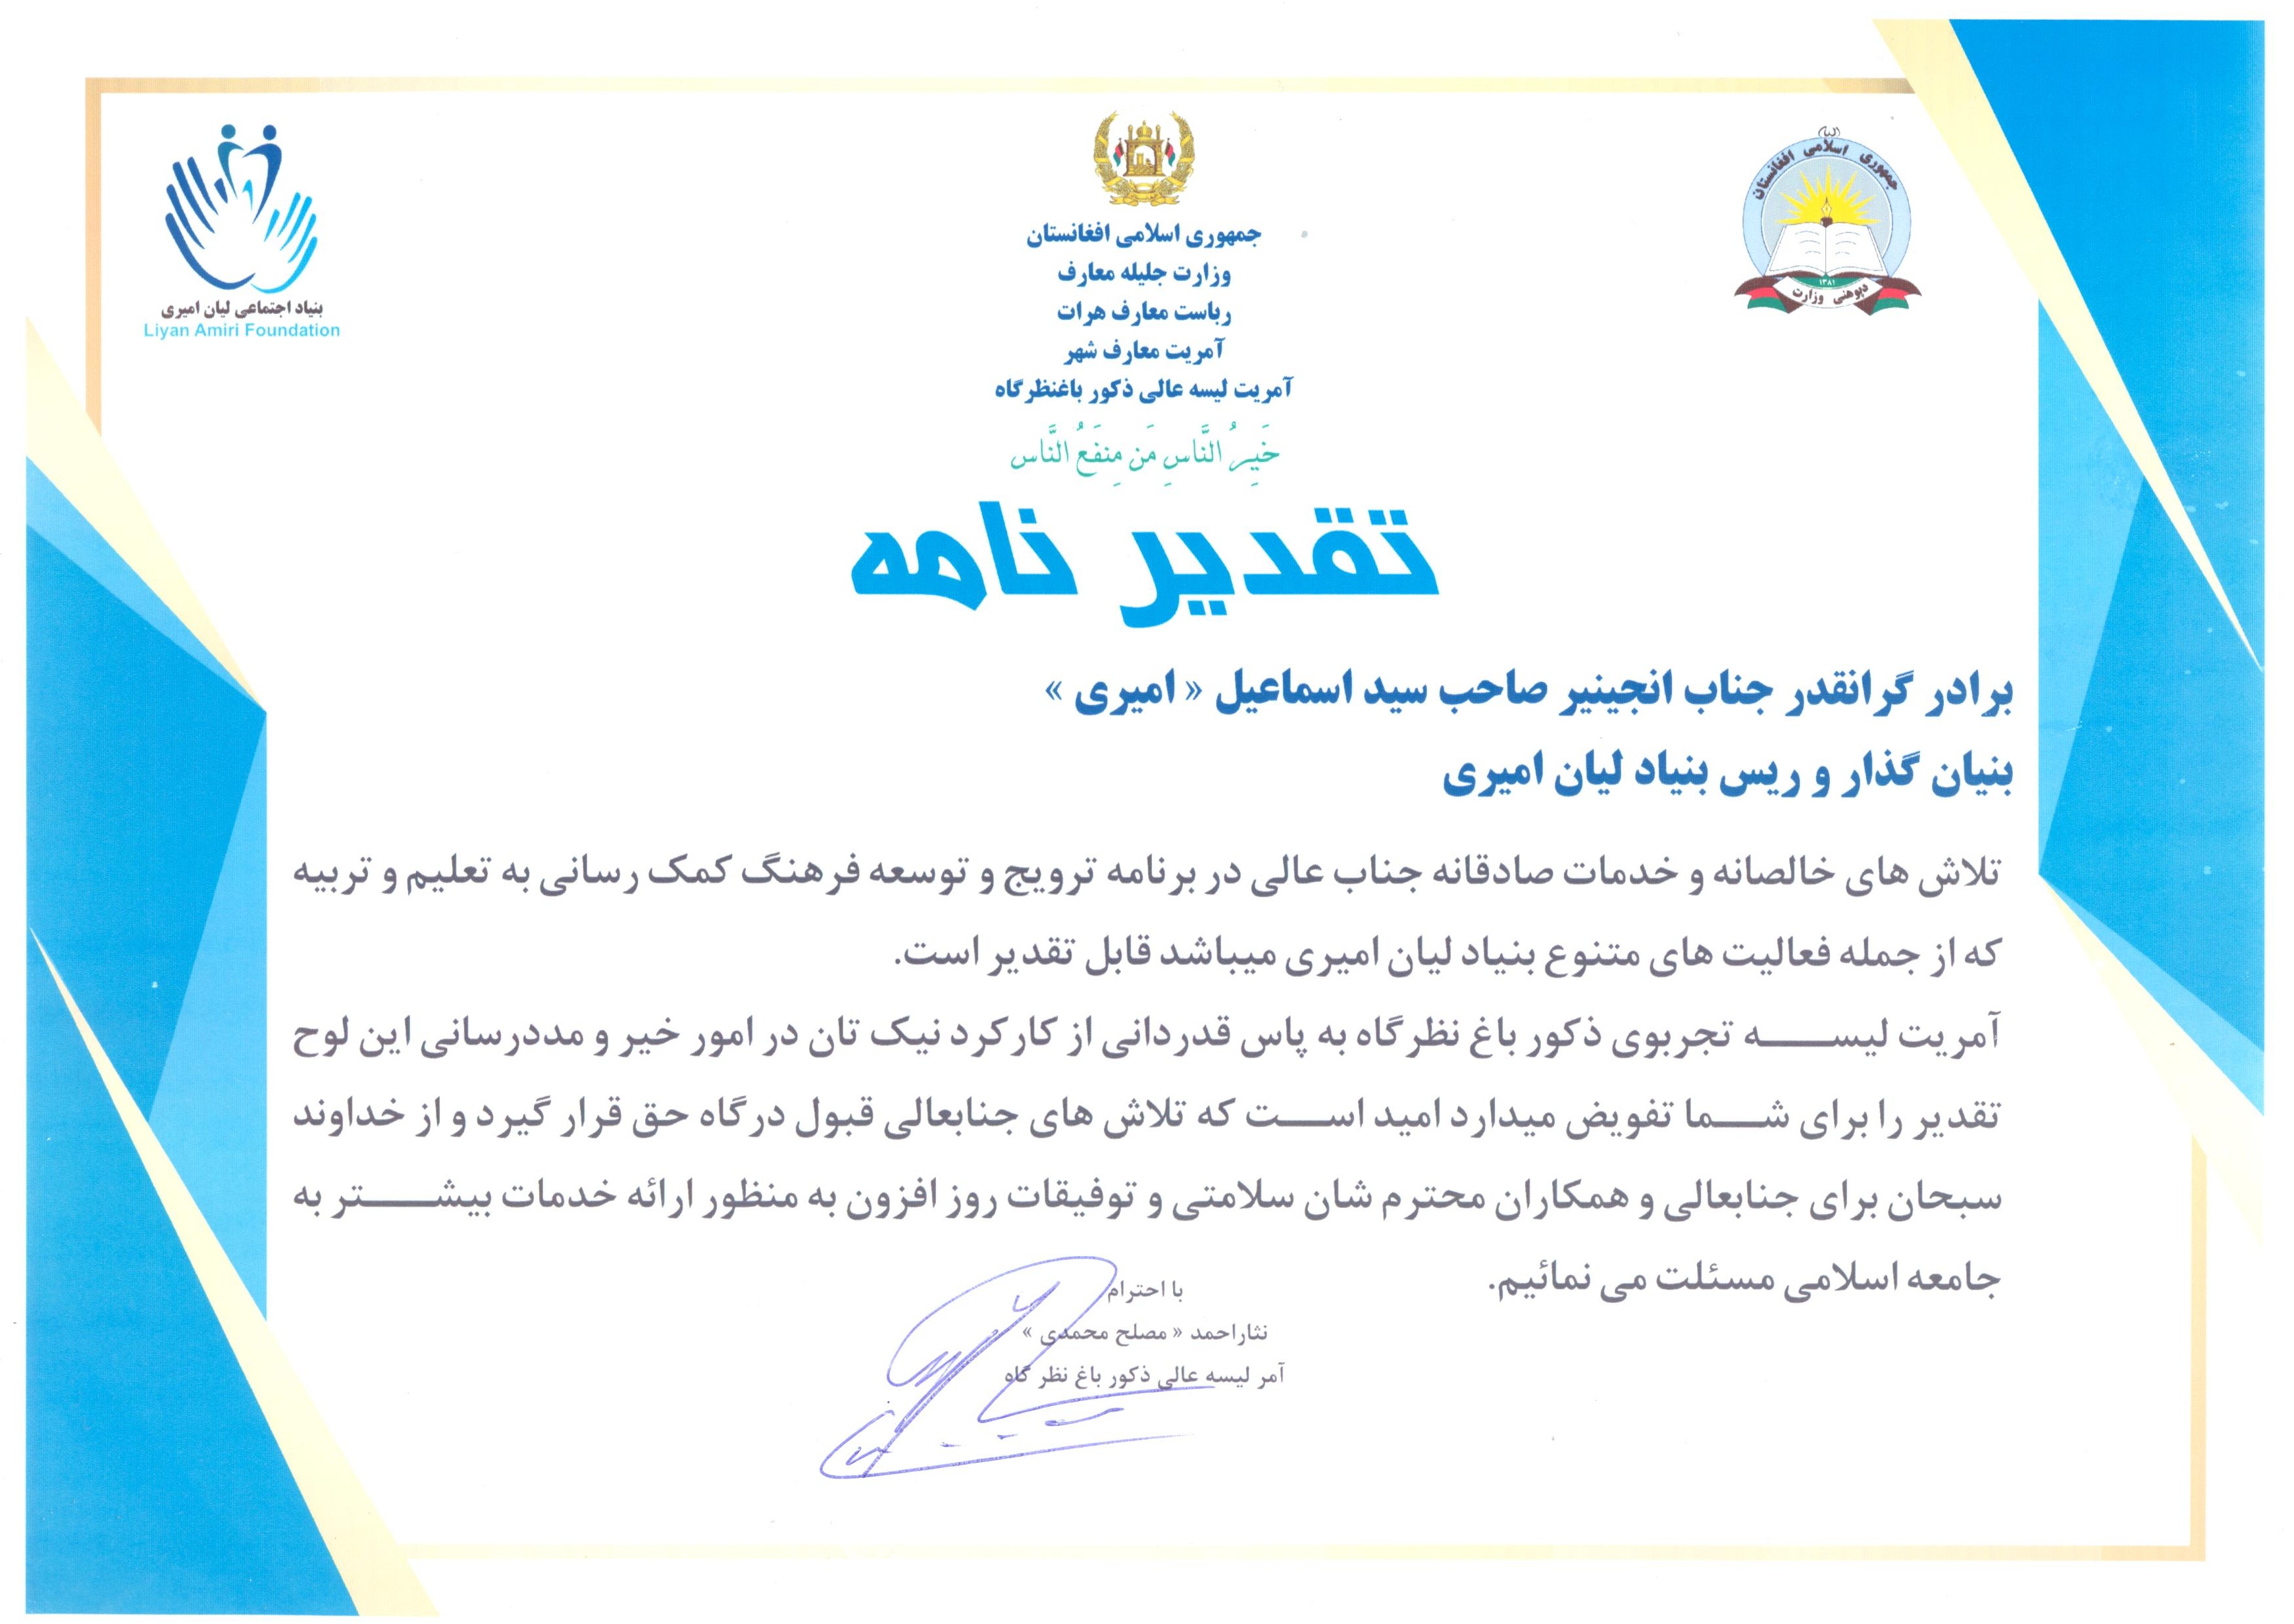 جمهوری اسلامی افغانستان
۱۳۸۱
دپوهنی وزارت
بنیاد اجتماعی لیان امیری
Liyan Amiri Foundation
جمهوری اسلامی افغانستان
وزارت جلیله معارف
ریاست معارف هرات
آمریت معارف شهر
آمریت لیسه عالی ذکور باغنظرگاه
خَیرُ النَّاسِ مَن مِنفَعُ النَّاس
تقدیر نامه
برادر گرانقدر جناب انجینیر صاحب سید اسماعیل « امیری »
بنیان گذار و ریس بنیاد لیان امیری
تلاش های خالصانه و خدمات صادقانه جناب عالی در برنامه ترویج و توسعه فرهنگ کمک رسانی به تعلیم و تربیه
که از جمله فعالیت های متنوع بنیاد لیان امیری میباشد قابل تقدیر است.
آمریت لیســـــه تجربوی ذکور باغ نظرگاه به پاس قدردانی از کارکرد نیک تان در امور خیر و مددرسانی این لوح
تقدیر را برای شـــما تفویض میدارد امید اســـت که تلاش های جنابعالی قبول درگاه حق قرار گیرد و از خداوند
سبحان برای جنابعالی و همکاران محترم شان سلامتی و توفیقات روز افزون به منظور ارائه خدمات بیشـــــتر به
جامعه اسلامی مسئلت می نمائیم.
با احترام
نثاراحمد « مصلح محمدی »
آمر لیسه عالی ذکور باغ نظر گاه